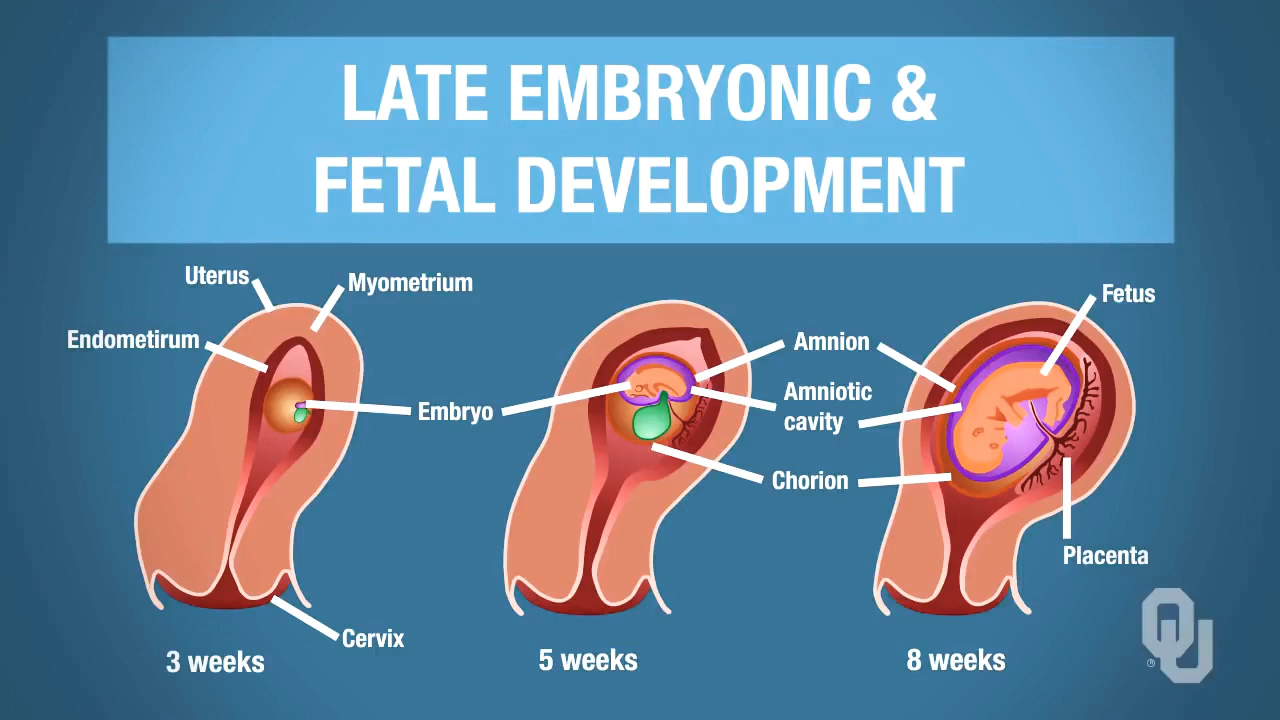 LATE EMBRYONIC &
FETAL DEVELOPMENT
Uterus
Myometrium
Endometirum
Embryo
Cervix
3 weeks
Amnion
Amniotic
cavity
Chorion
5 weeks
Fetus
Placenta
8 weeks
OU
®